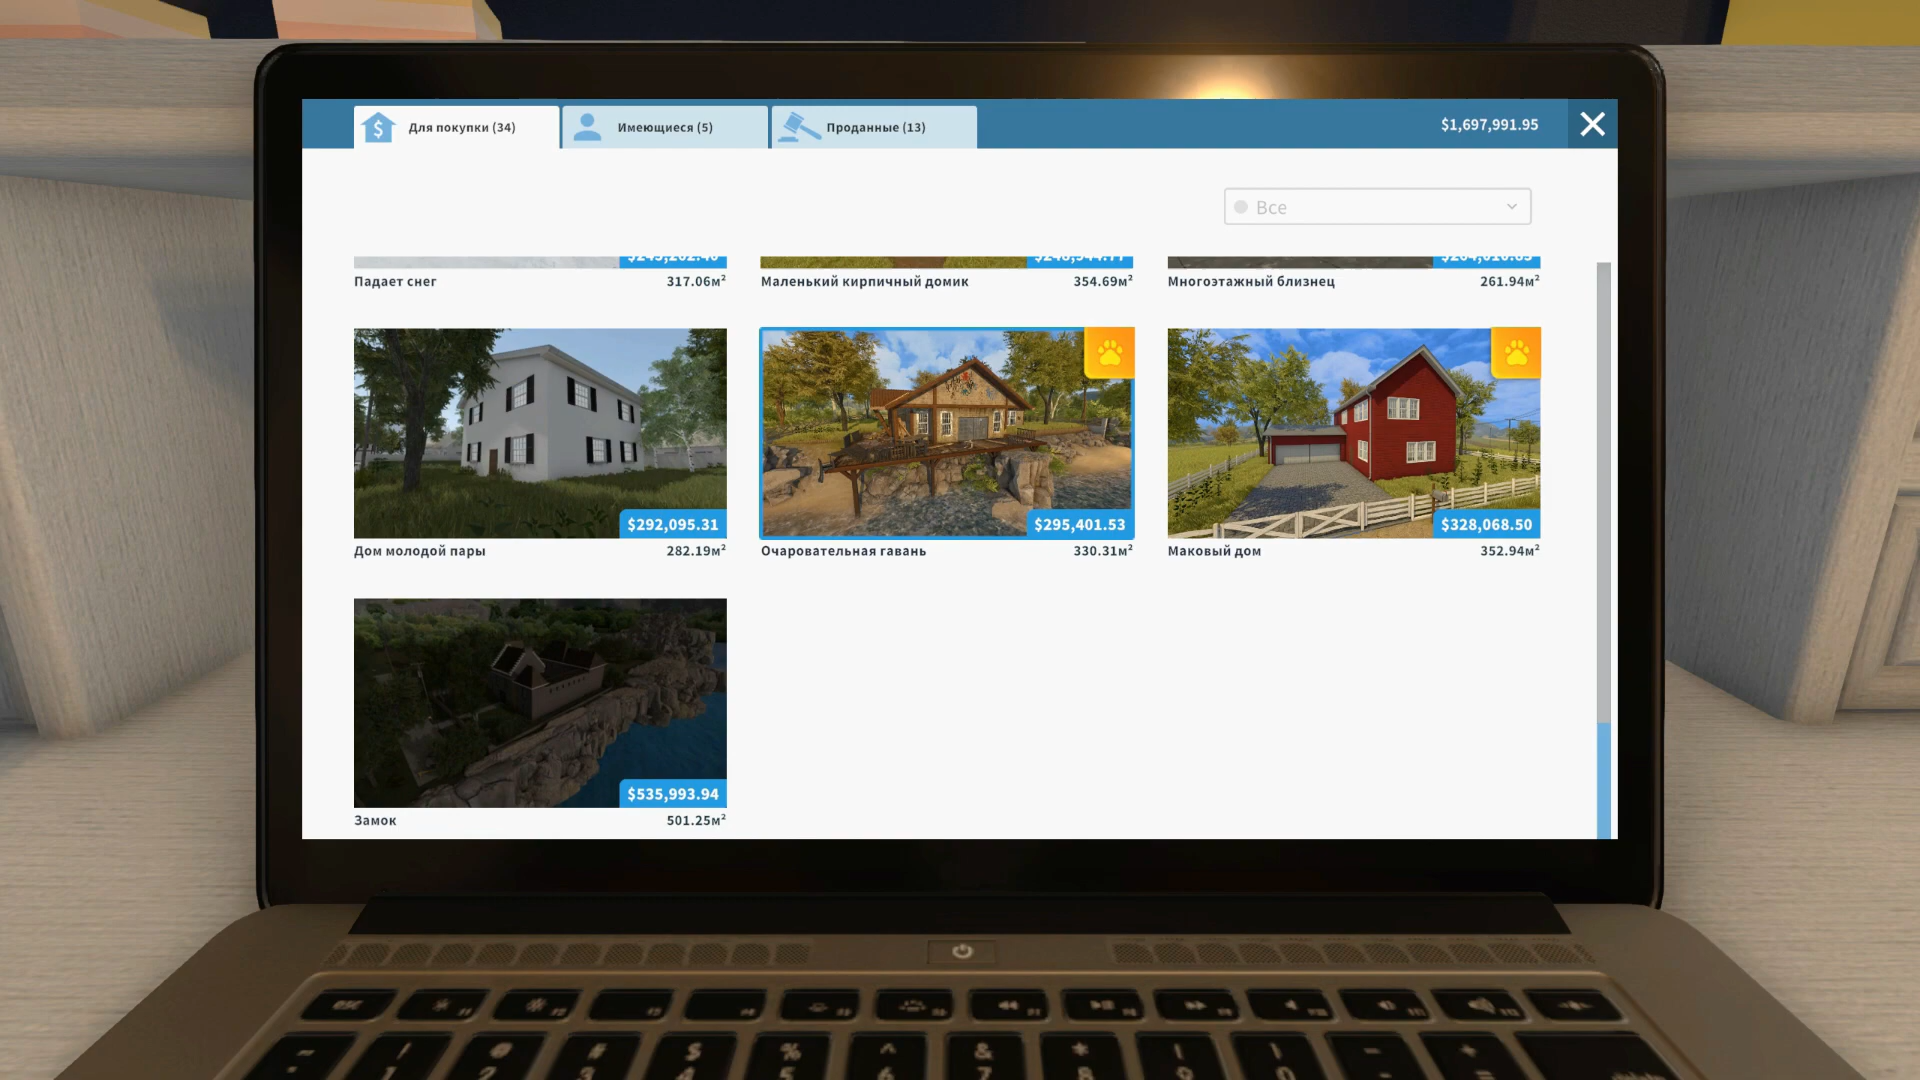 Для покупки (34)
Имеющиеся (5)
Проданные (13)
$1,697,991.95
Все
Падает снег
317.06м²
Маленький кирпичный домик
354.69м²
Многоэтажный близнец
261.94м²
$292,095.31
Дом молодой пары
282.19м²
$295,401.53
Очаровательная гавань
330.31м²
$328,068.50
Маковый дом
352.94м²
$535,993.94
Замок
501.25м²
esc